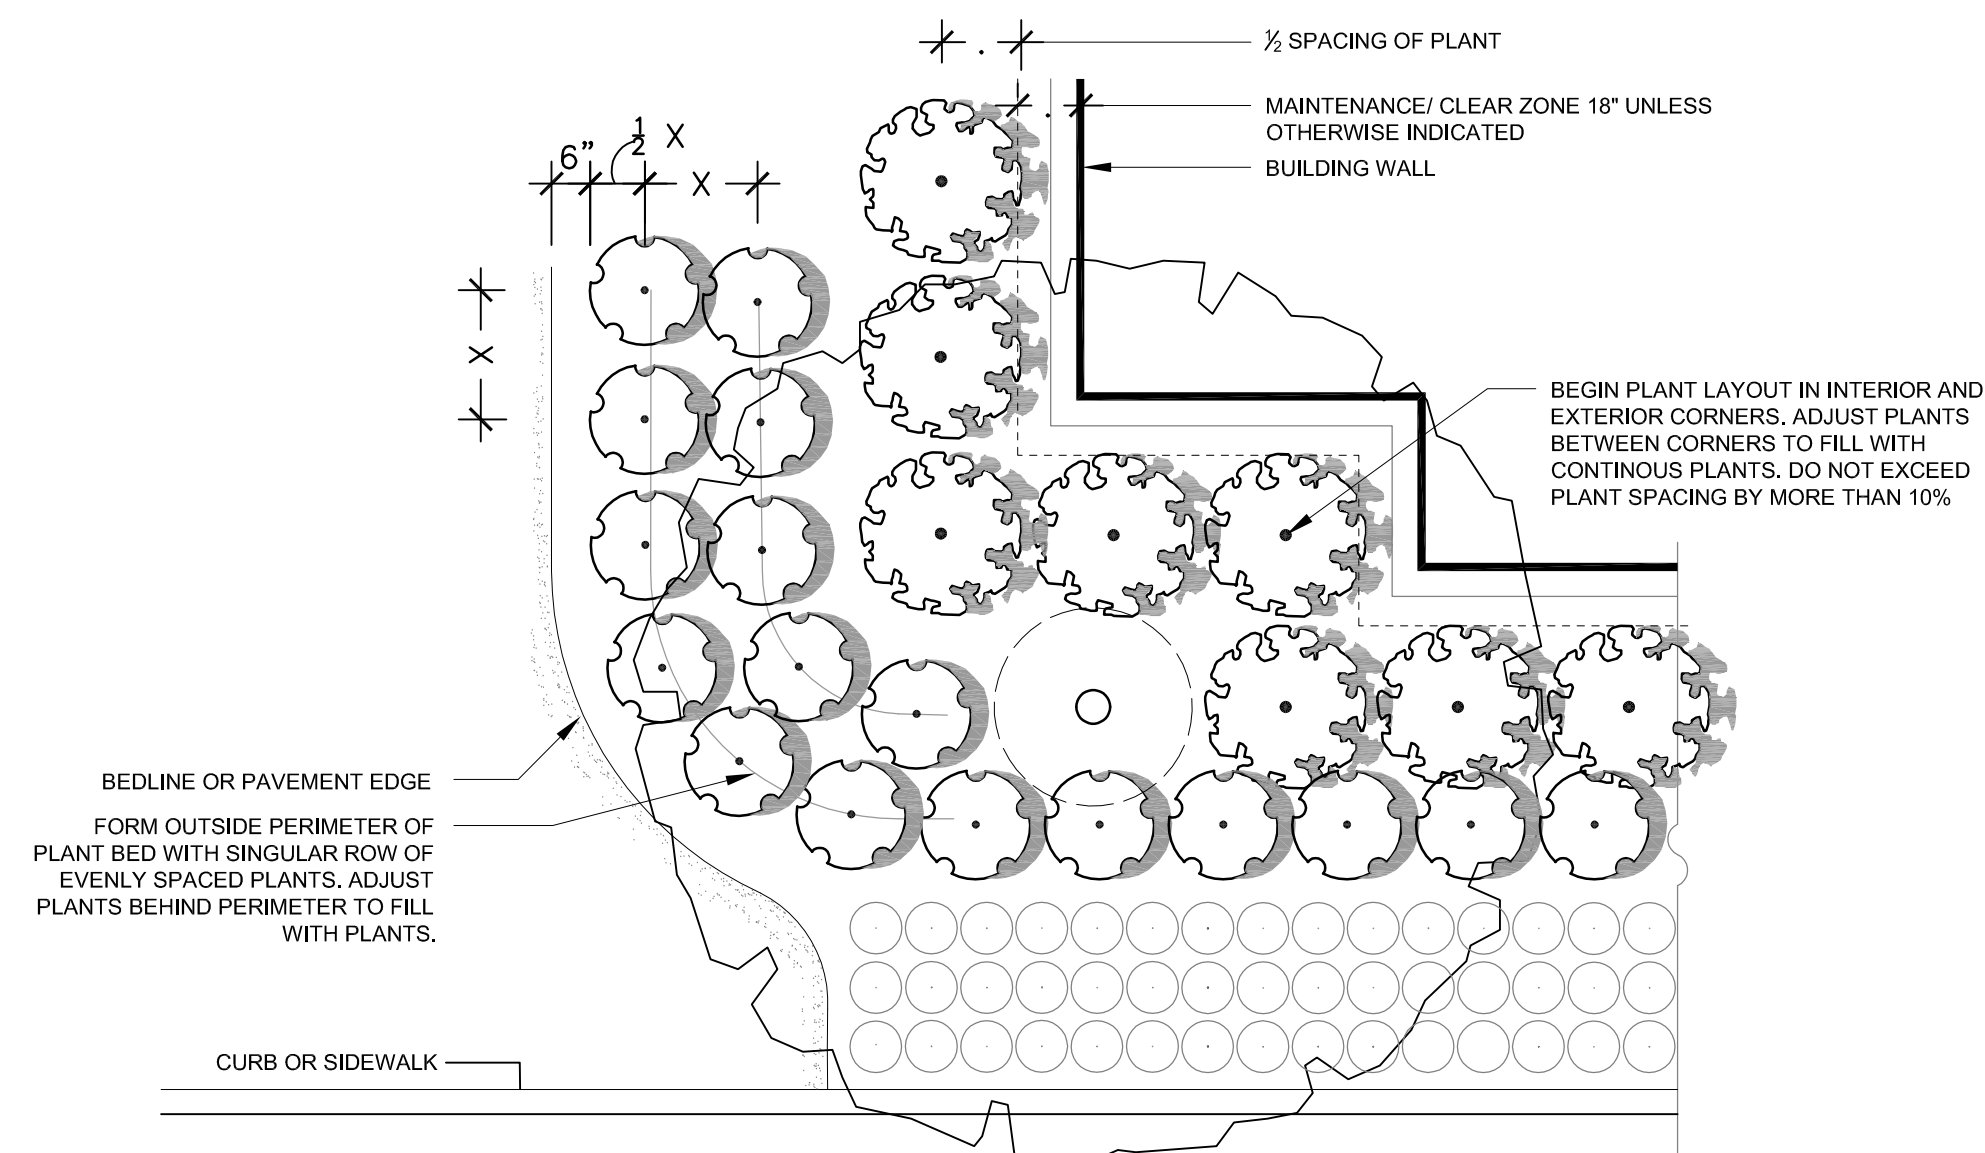 ½ SPACING OF PLANT
MAINTENANCE/ CLEAR ZONE 18" UNLESS
OTHERWISE INDICATED
BUILDING WALL
6”
1/2 X
X
X
BEGIN PLANT LAYOUT IN INTERIOR AND
EXTERIOR CORNERS. ADJUST PLANTS
BETWEEN CORNERS TO FILL WITH
CONTINOUS PLANTS. DO NOT EXCEED
PLANT SPACING BY MORE THAN 10%
BEDLINE OR PAVEMENT EDGE
FORM OUTSIDE PERIMETER OF
PLANT BED WITH SINGULAR ROW OF
EVENLY SPACED PLANTS. ADJUST
PLANTS BEHIND PERIMETER TO FILL
WITH PLANTS.
CURB OR SIDEWALK